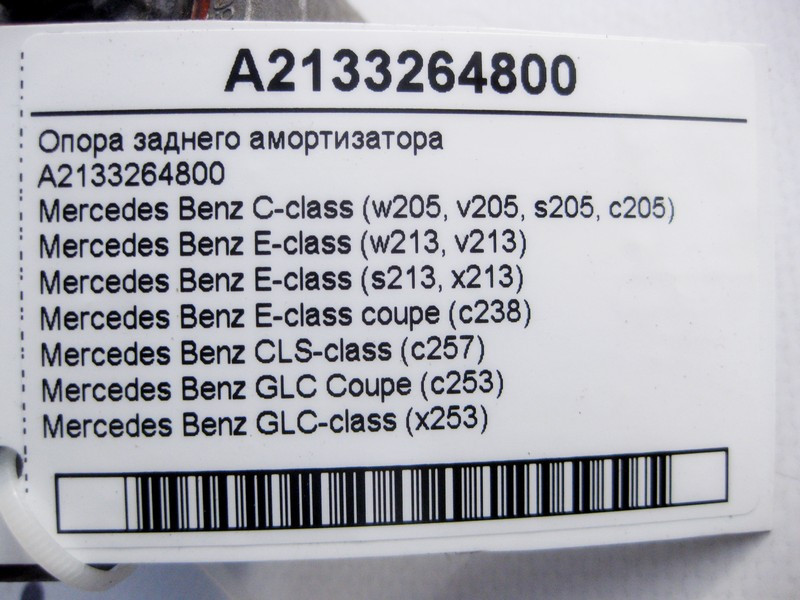 A2133264800
Опора заднего амортизатора
A2133264800
Mercedes Benz C-class (w205, v205, s205, c205)
Mercedes Benz E-class (w213, v213)
Mercedes Benz E-class (s213, x213)
Mercedes Benz E-class coupe (c238)
Mercedes Benz CLS-class (c257)
Mercedes Benz GLC Coupe (c253)
Mercedes Benz GLC-class (x253)